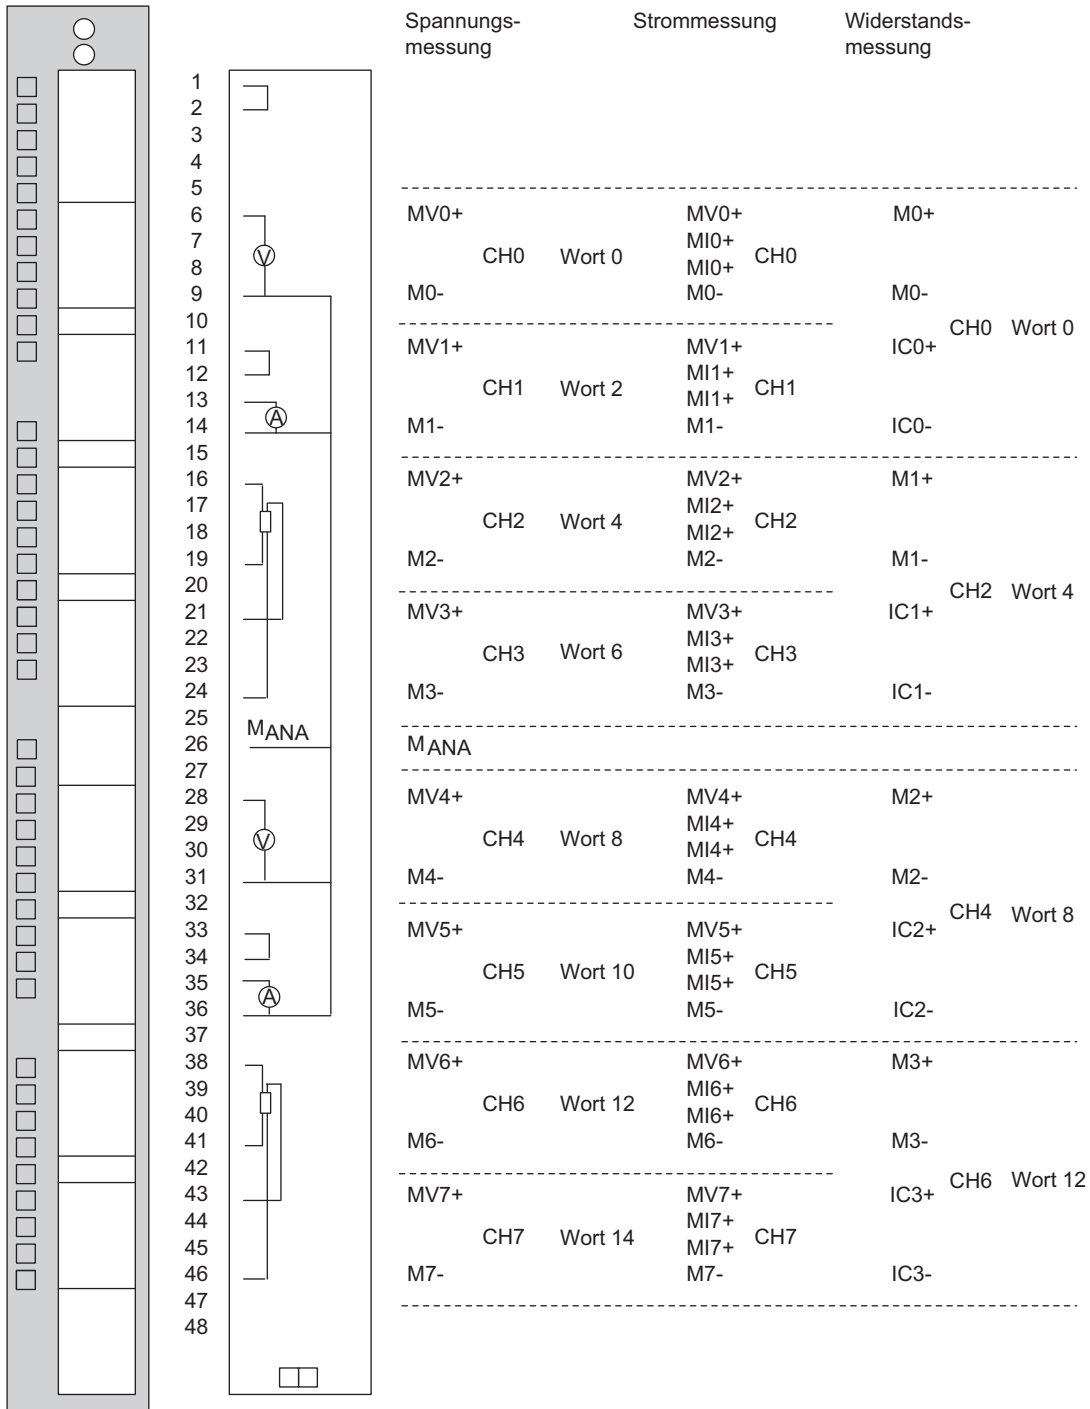 Spannungs-
messung
Strommessung
Widerstands-
messung
1
2
3
4
5
6 MV0+ MV0+ M0+
7 MI0+
V CH0 Wort 0 CH0
8 MI0+
9 M0- M0- M0-
10
CH0 Wort 0
11 MV1+ MV1+ IC0+
12 MI1+
CH1 Wort 2 CH1
13 MI1+
A
14 M1- M1- IC0-
15
16 MV2+ MV2+ M1+
17 MI2+
CH2 Wort 4 CH2
18 MI2+
19 M2- M2- M1-
20
CH2 Wort 4
21 MV3+ MV3+ IC1+
22 MI3+
CH3 Wort 6 CH3
23 MI3+
24 M3- M3- IC1-
25
26 MANA MANA
27
28 MV4+ MV4+ M2+
29 MI4+
V CH4 Wort 8 CH4
30 MI4+
31 M4- M4- M2-
32
CH4 Wort 8
33 MV5+ MV5+ IC2+
34 MI5+
CH5 Wort 10 CH5
35 MI5+
A
36 M5- M5- IC2-
37
38 MV6+ MV6+ M3+
39 MI6+
CH6 Wort 12 CH6
40 MI6+
41 M6- M6- M3-
42
CH6 Wort 12
43 MV7+ MV7+ IC3+
44 MI7+
CH7 Wort 14 CH7
45 MI7+
46 M7- M7- IC3-
47
48